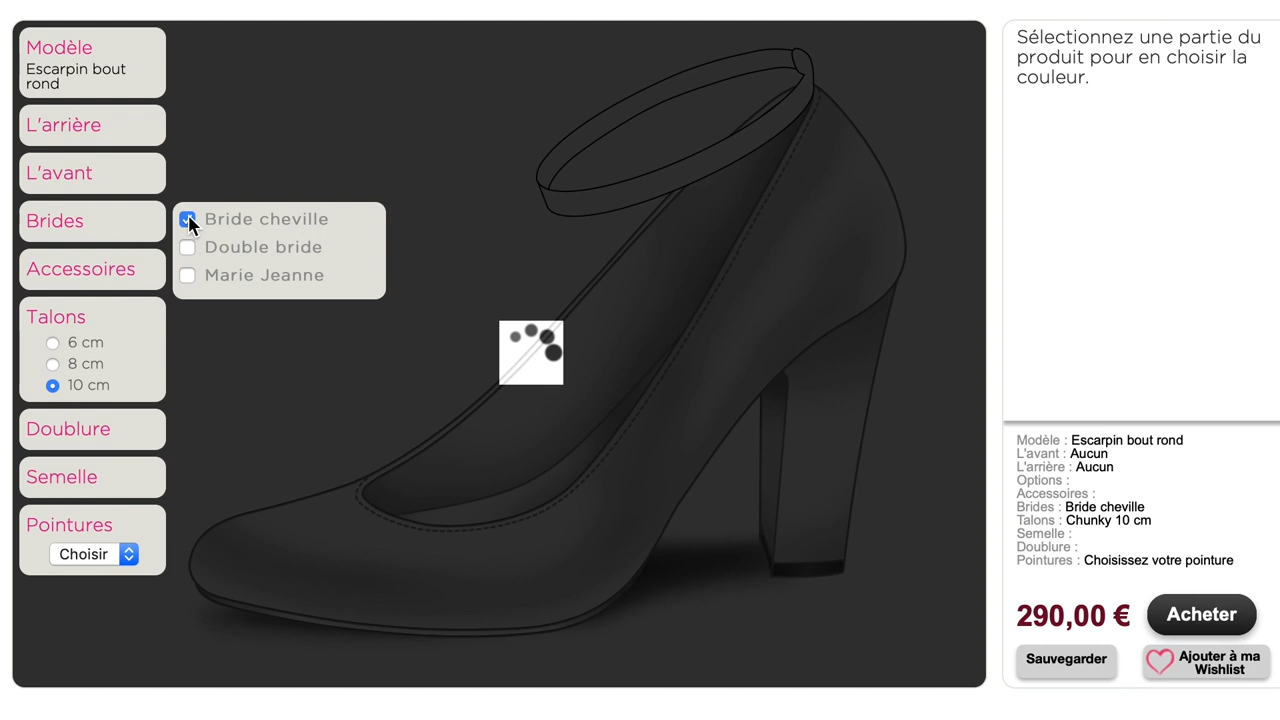 Modèle
Escarpin bout
rond
L'arrière
L'avant
Brides
Bride cheville
Double bride
Marie Jeanne
Accessoires
Talons
6 cm
8 cm
10 cm
Doublure
Semelle
Pointures
Choisir
Sélectionnez une partie du
produit pour en choisir la
couleur.
Modèle : Escarpin bout rond
L'avant : Aucun
L'arrière : Aucun
Options :
Accessoires :
Brides : Bride cheville
Talons : Chunky 10 cm
Semelle :
Doublure :
Pointures : Choisissez votre pointure
290,00 €
Acheter
Sauvegarder
Ajouter à ma
Wishlist